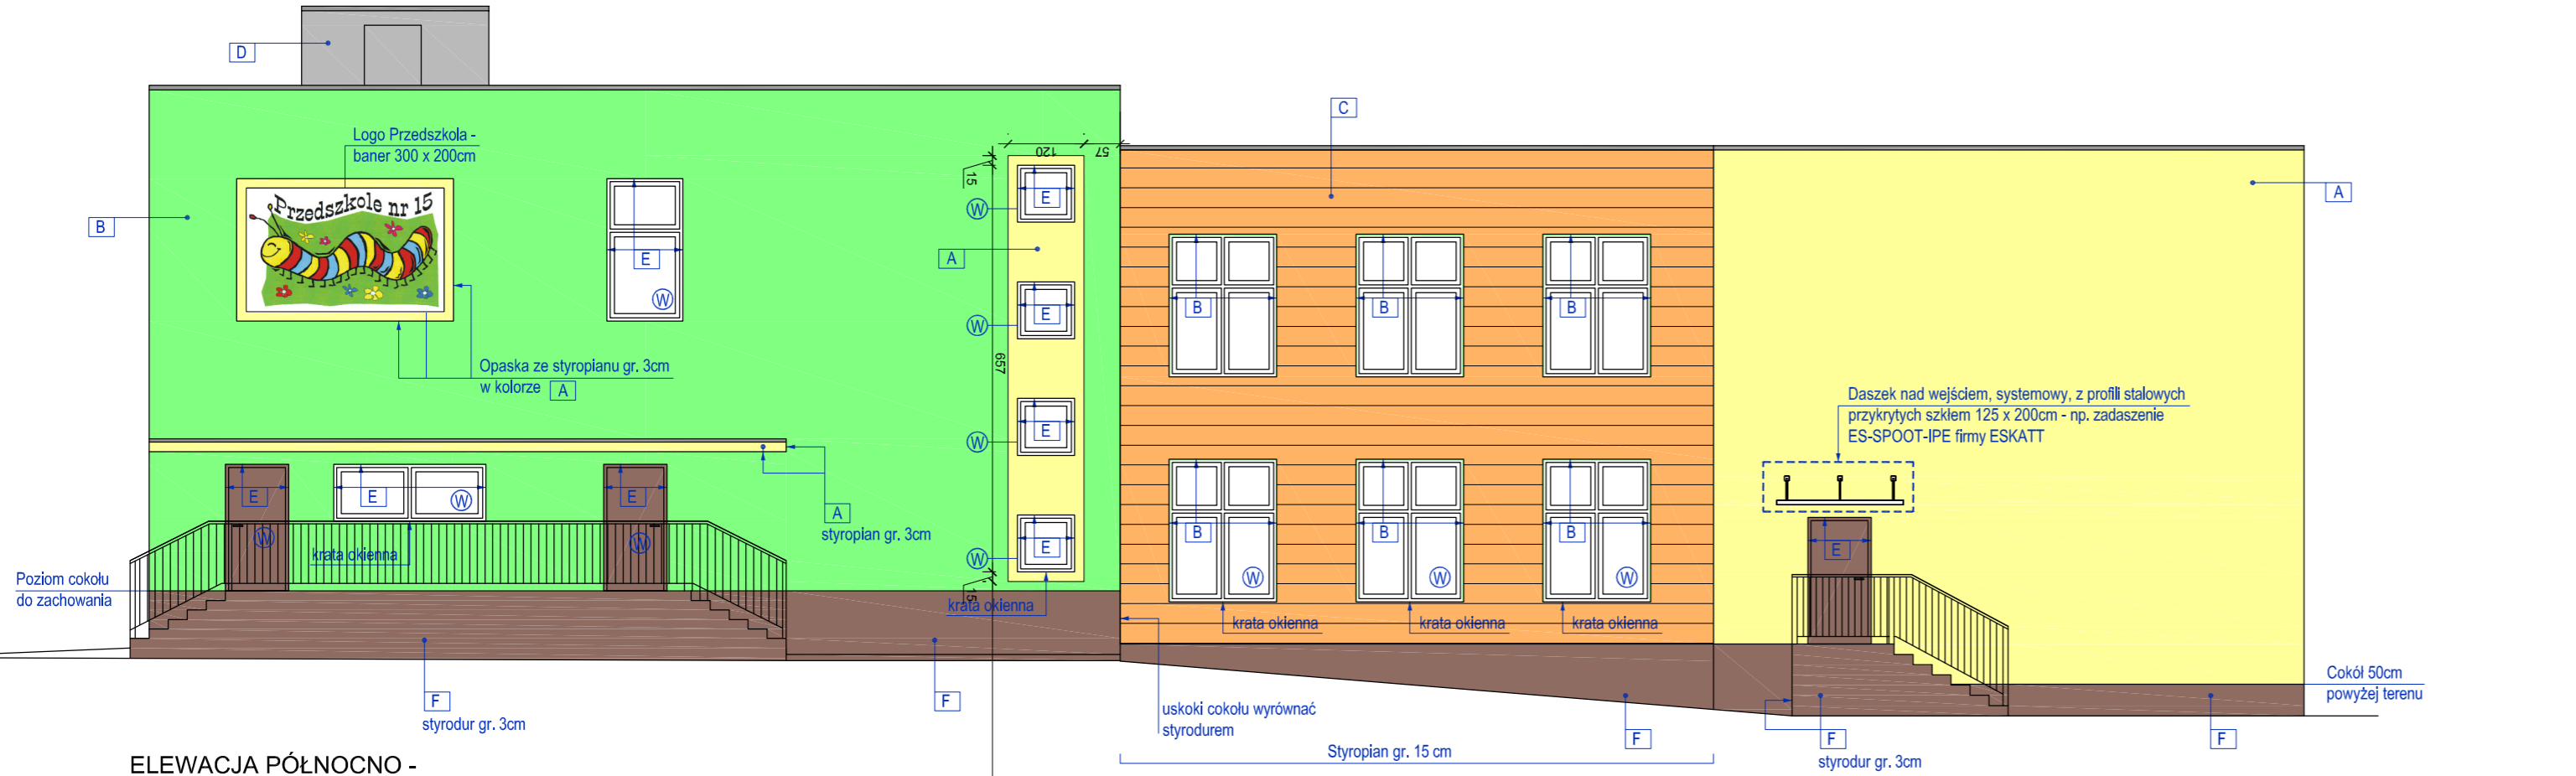 D
Logo Przedszkola -
baner 300 x 200cm
B
Przedszkole nr 15
E
W
Opaska ze styropianu gr. 3cm
w kolorze A
120
57
15
E
W
A
E
W
657
E
W
E
W
15
krata okienna
C
A
B
B
B
B
B
B
W
W
W
krata okienna
krata okienna
krata okienna
Daszek nad wejściem, systemowy, z profili stalowych
przykrytych szkłem 125 x 200cm - np. zadaszenie
ES-SPOOT-IPE firmy ESKATT
E
E
E
W
E
W
W
krata okienna
A
styropian gr. 3cm
Poziom cokołu
do zachowania
F
styrodur gr. 3cm
F
uskoki cokołu wyrównać
styrodurem
Styropian gr. 15 cm
F
F
styrodur gr. 3cm
F
Cokół 50cm
powyżej terenu
ELEWACJA PÓŁNOCNO -